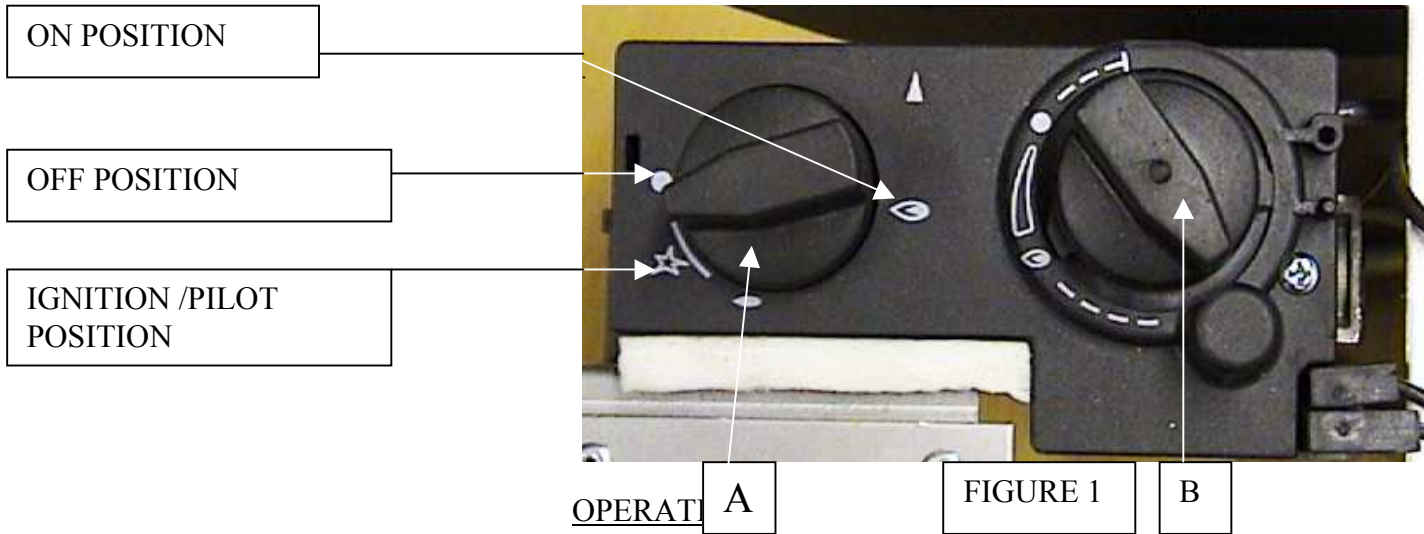 ON POSITION
OFF POSITION
IGNITION /PILOT
POSITION
A
FIGURE 1
B